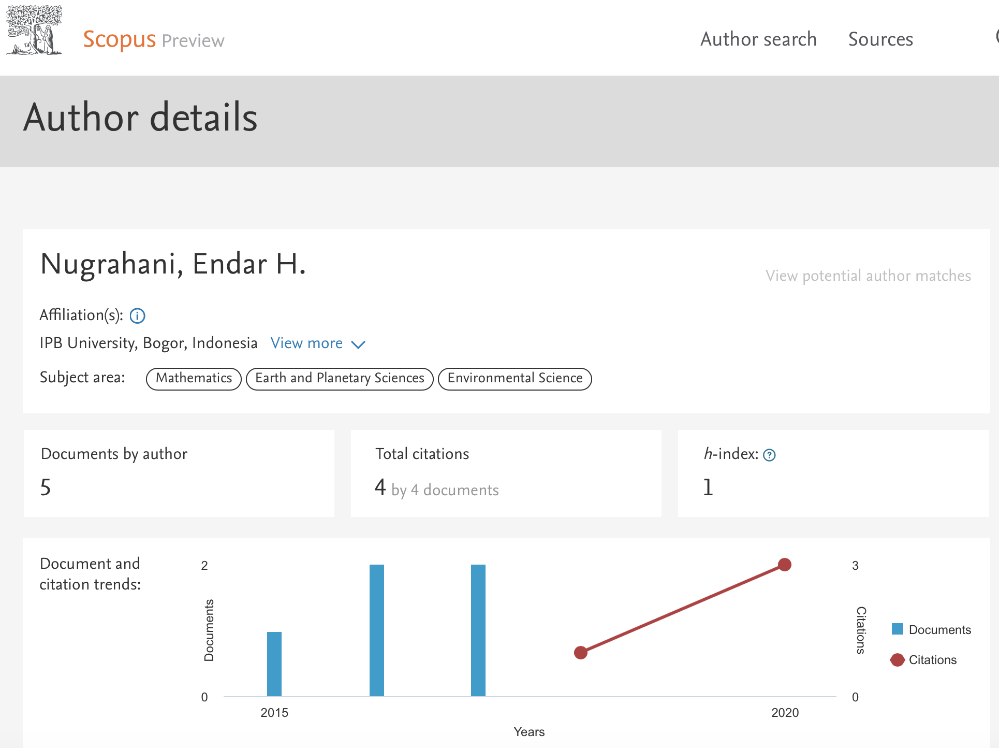 NON SOLUS
Scopus Preview
Author search
Sources
Author details
Nugrahani, Endar H.
View potential author matches
Affiliation(s):
IPB University, Bogor, Indonesia View more
Subject area: Mathematics Earth and Planetary Sciences Environmental Science
Documents by author
5
Total citations
4 by 4 documents
h-index: ?
1
Document and
citation trends:
2
Documents
0
2015
2020
Years
3
Citations
0
Documents
Citations